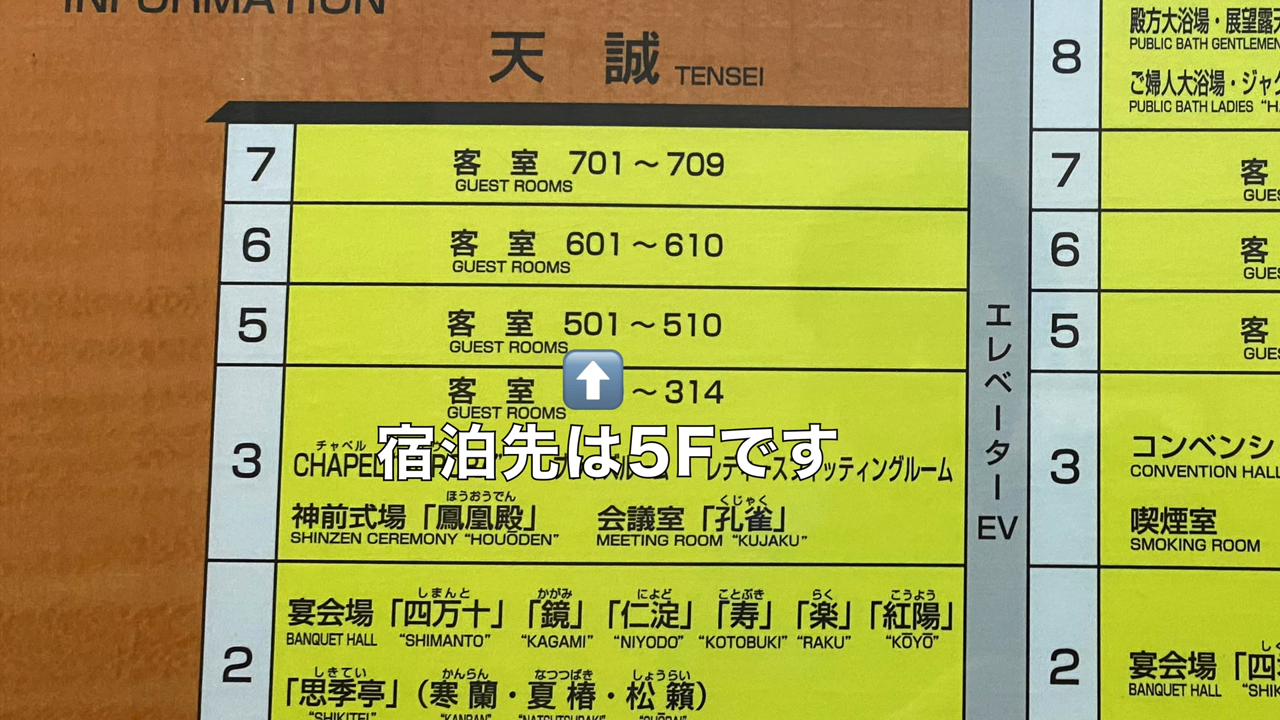 INFORMATION
天 誠 TENSEI
7
客 室 701～709
GUEST ROOMS
6
客 室 601～610
GUEST ROOMS
5
客 室 501～510
GUEST ROOMS
3
客 室 ～314
GUEST ROOMS
チャペル
CHAPEL
レディースフィッティングルーム
宿泊先は5Fです
ほうおうでん くじゃく
神前式場「鳳凰殿」 会議室「孔雀」
SHINZEN CEREMONY “HOUŌDEN” MEETING ROOM “KUJAKU”
2
しまんと かがみ によど ことぶき らく こうよう
宴会場「四万十」「鏡」「仁淀」「寿」「楽」「紅陽」
BANQUET HALL “SHIMANTO” “KAGAMI” “NIYODO” “KOTOBUKI” “RAKU” “KŌYŌ”
しきてい かんらん なつつばき しょうらい
「思季亭」（寒蘭・夏椿・松籟）
エレベーター
EV
8
殿方大浴場・展望露天
PUBLIC BATH GENTLEMEN
ご婦人大浴場・ジャグ
PUBLIC BATH LADIES “H
7
客
GUES
6
客
GUES
5
客
GUES
3
コンベンシ
CONVENTION HALL
喫煙室
SMOKING ROOM
2
宴会場「四
BANQUET HALL “SHI